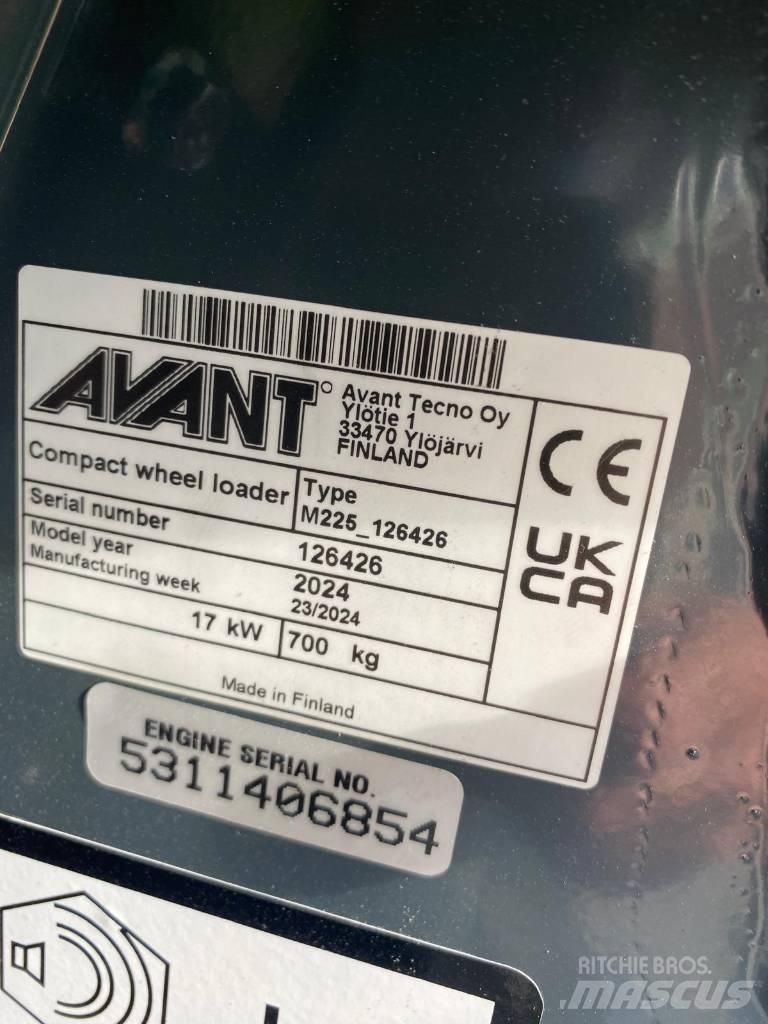 AVANT
Avant Tecno Oy
Ylötie 1
33470 Ylöjärvi
FINLAND
Compact wheel loader
Type
M225_126426
Serial number 126426
Model year 2024
Manufacturing week 23/2024
17 kW 700 kg
Made in Finland
CE
UK
CA
ENGINE SERIAL NO.
5311406854
RITCHIE BROS.
MASCUS